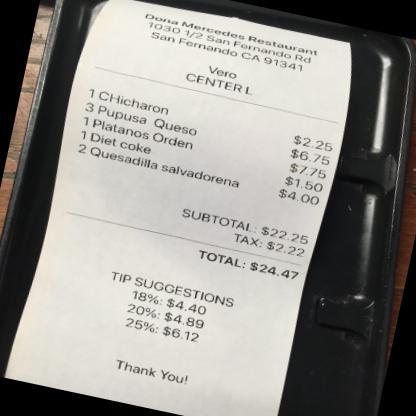 Dona Mercedes Restaurant
1030 1/2 San Fernando Rd
San Fernando CA 91341
Vero
CENTER L
1 CHicharon $2.25
3 Pupusa Queso $6.75
1 Platanos Orden $7.75
1 Diet coke $1.50
2 Quesadilla salvadorena $4.00
SUBTOTAL: $22.25
TAX: $2.22
TOTAL: $24.47
TIP SUGGESTIONS
18%: $4.40
20%: $4.89
25%: $6.12
Thank You!